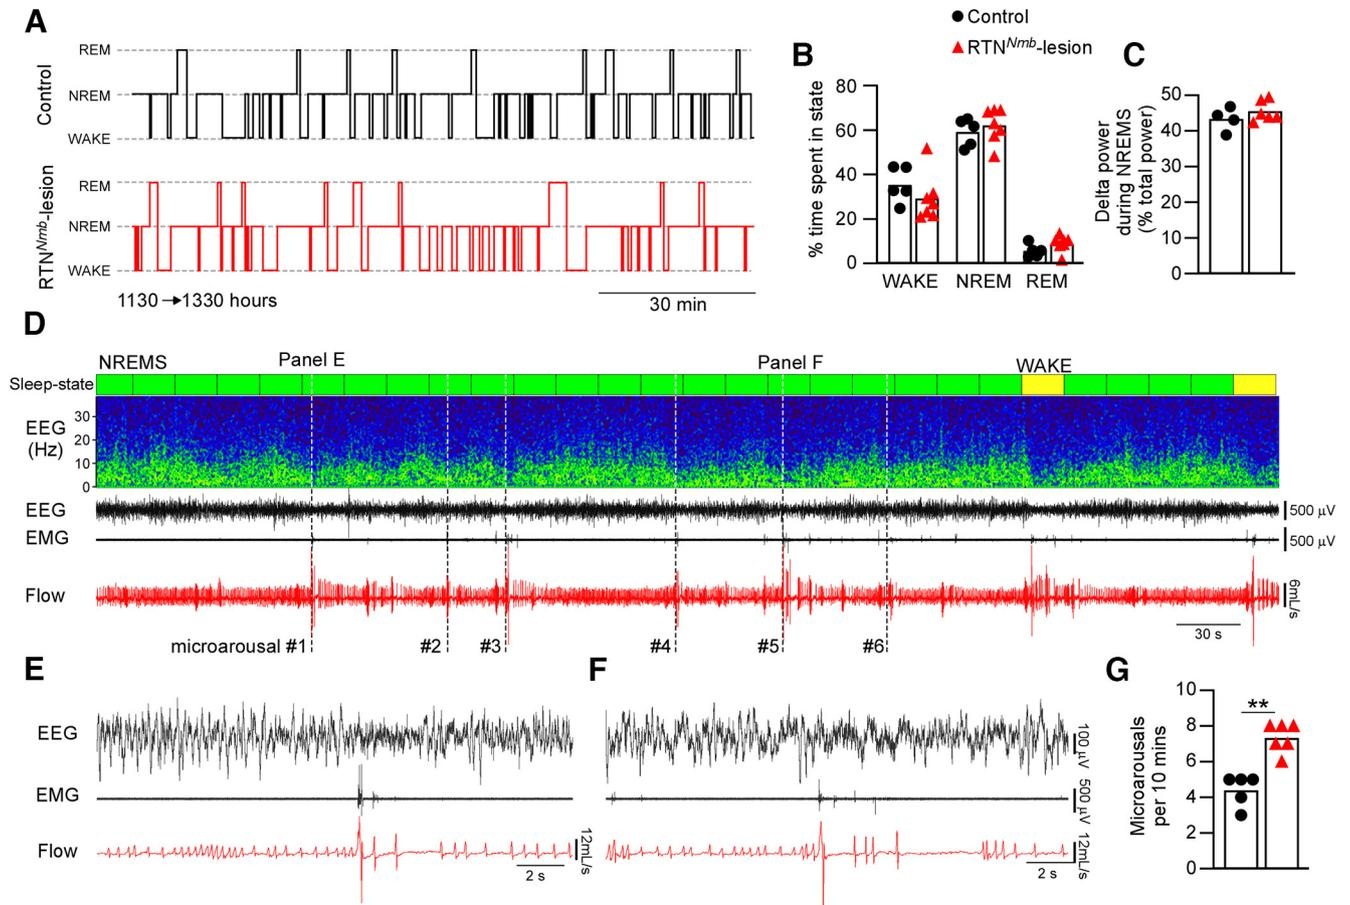 A
REM
NREM
WAKE
Control
REM
NREM
WAKE
RTNNmb-lesion
1130 →1330 hours
30 min
Control
RTNNmb-lesion
B
% time spent in state
80
60
40
20
0
WAKE NREM REM
C
Delta power
during NREMS
(% total power)
50
40
30
20
10
0
D
NREMS Panel E Panel F WAKE
Sleep-state
EEG
(Hz)
30
20
10
0
EEG
500 µV
EMG
500 µV
Flow
6mL/s
30 s
microarousal #1 #2 #3 #4 #5 #6
E
EEG
EMG
Flow
12mL/s
2 s
F
100 µV
500 µV
12mL/s
2 s
G
Microarousals
per 10 mins
10
8
6
4
2
0
**